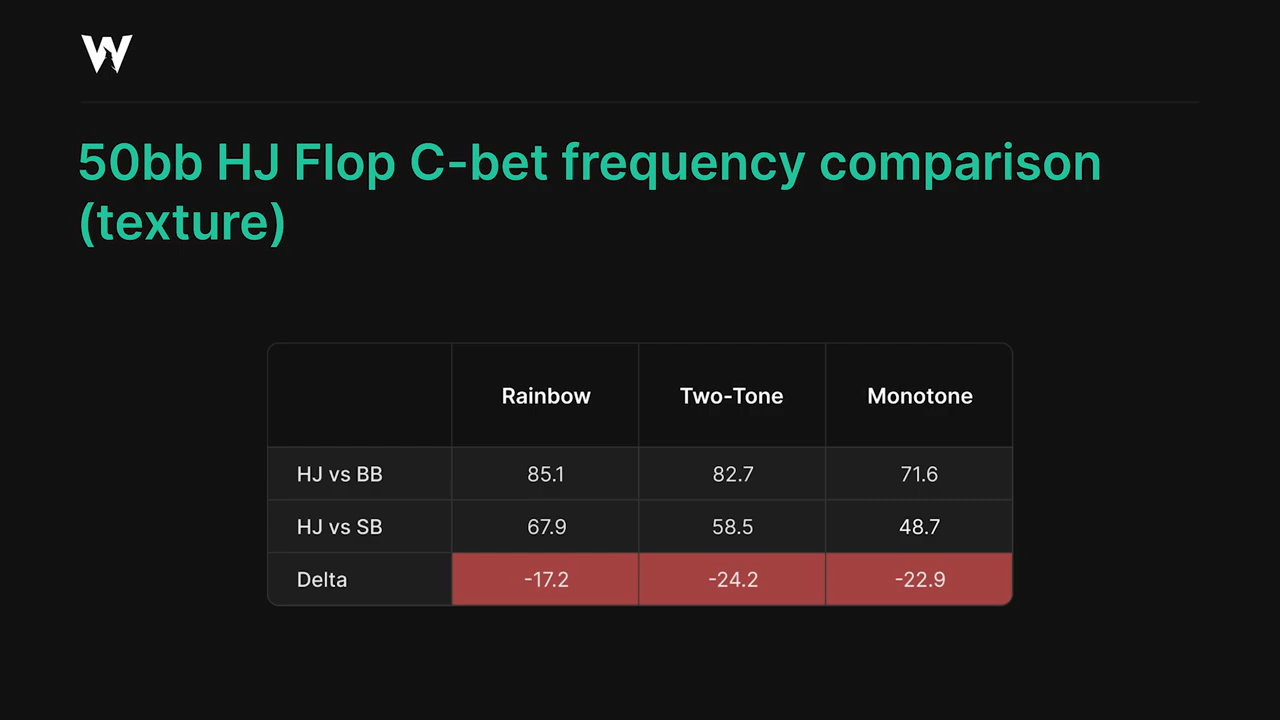 W
50bb HJ Flop C-bet frequency comparison
(texture)
Rainbow Two-Tone Monotone
HJ vs BB 85.1 82.7 71.6
HJ vs SB 67.9 58.5 48.7
Delta -17.2 -24.2 -22.9